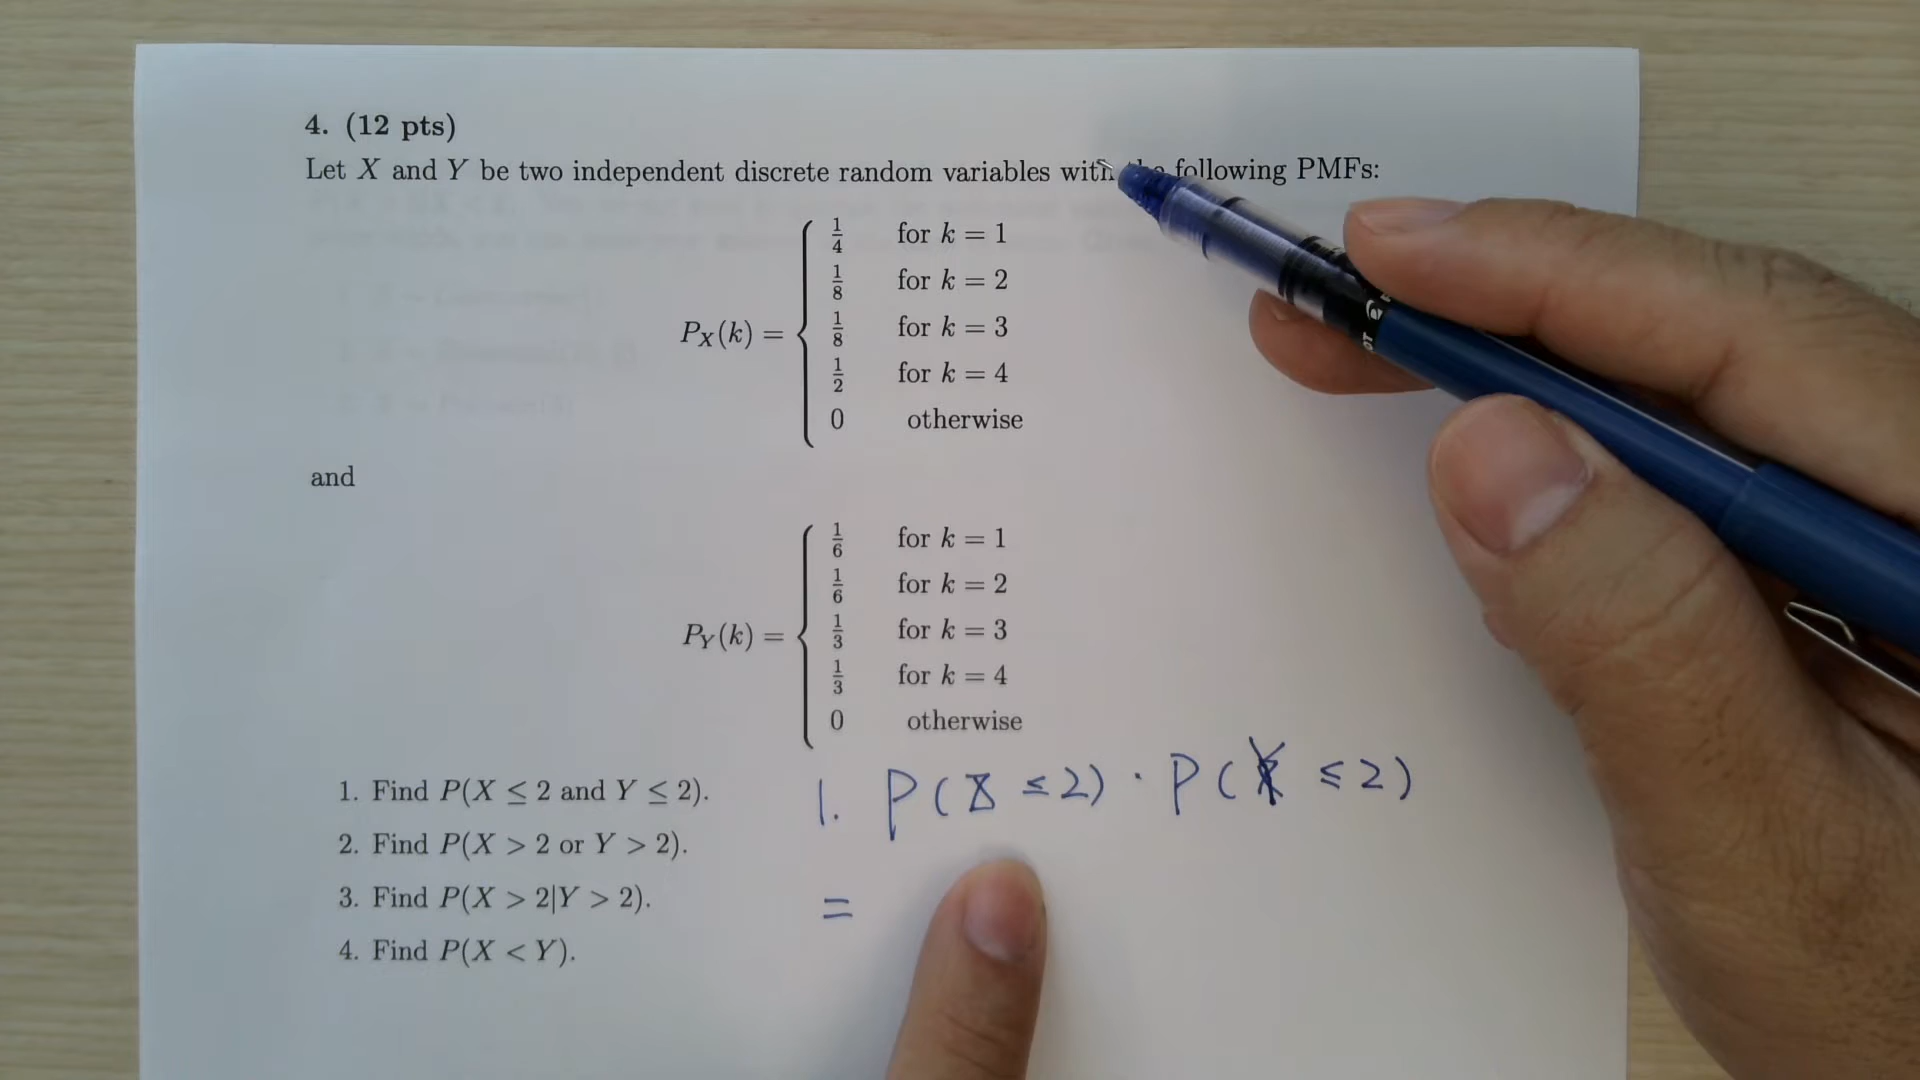 4. (12 pts)
Let X and Y be two independent discrete random variables with the following PMFs:
1/4 for k = 1
1/8 for k = 2
P_X(k) = 1/8 for k = 3
1/2 for k = 4
0 otherwise
and
1/6 for k = 1
1/6 for k = 2
P_Y(k) = 1/3 for k = 3
1/3 for k = 4
0 otherwise
1. Find P(X ≤ 2 and Y ≤ 2).
2. Find P(X > 2 or Y > 2).
3. Find P(X > 2|Y > 2).
4. Find P(X < Y).
1. P(X ≤ 2) · P(Y ≤ 2)
=